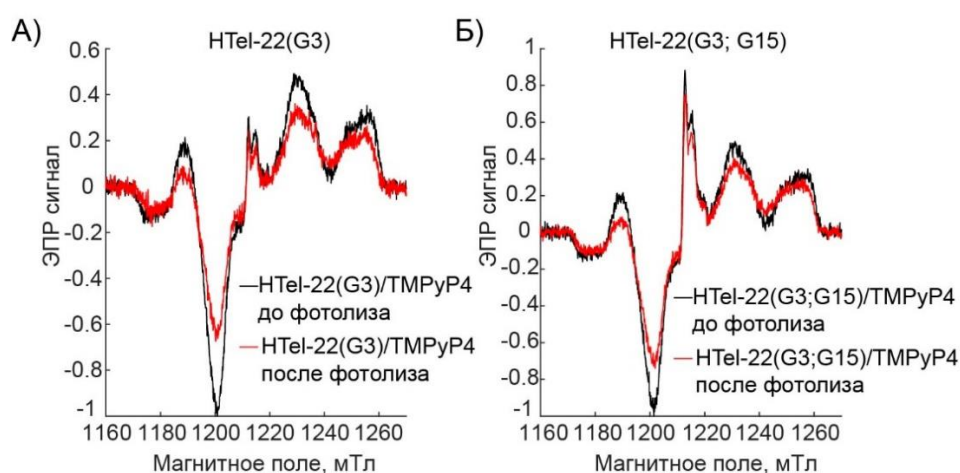 А)
HTel-22(G3)
ЭПР сигнал
0.6
0.4
0.2
0
-0.2
-0.4
-0.6
-0.8
-1
HTel-22(G3)/TMPyP4
до фотолиза
HTel-22(G3)/TMPyP4
после фотолиза
1160 1180 1200 1220 1240 1260
Магнитное поле, мТл
Б)
HTel-22(G3; G15)
ЭПР сигнал
1
0.8
0.6
0.4
0.2
0
-0.2
-0.4
-0.6
-0.8
-1
HTel-22(G3;G15)/TMPyP4
до фотолиза
HTel-22(G3;G15)/TMPyP4
после фотолиза
1160 1180 1200 1220 1240 1260
Магнитное поле, мТл